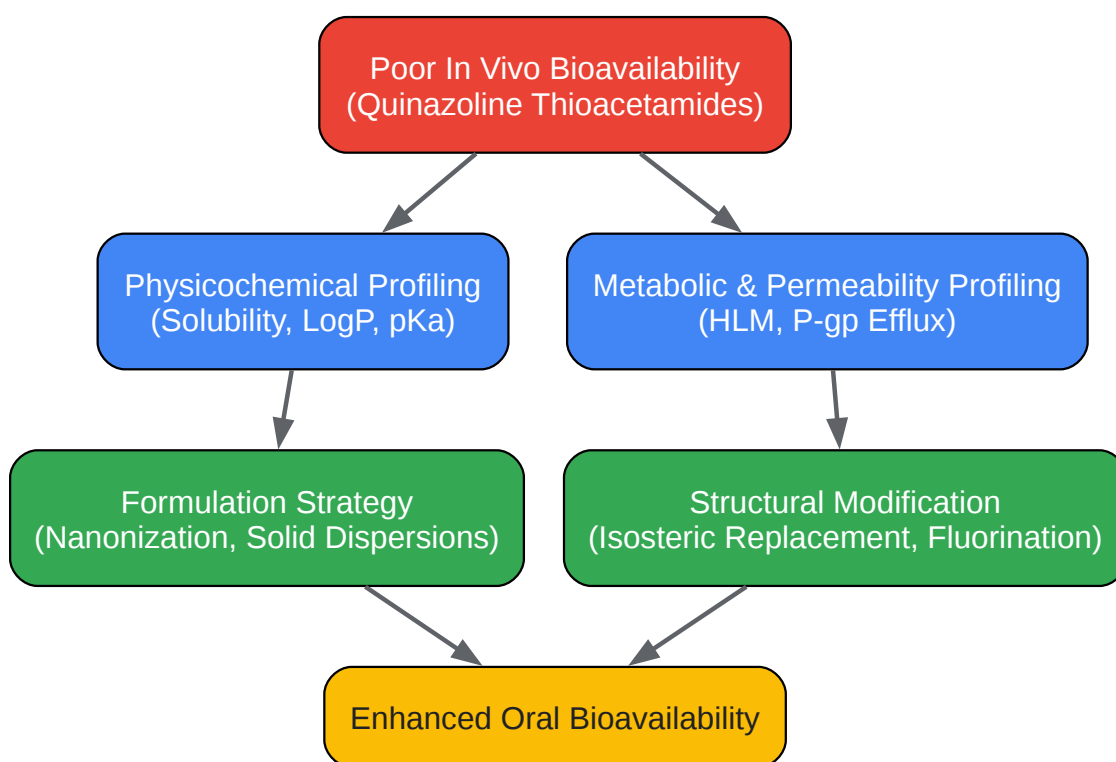 Poor In Vivo Bioavailability
(Quinazoline Thioacetamides)
Physicochemical Profiling
(Solubility, LogP, pKa)
Metabolic & Permeability Profiling
(HLM, P-gp Efflux)
Formulation Strategy
(Nanonization, Solid Dispersions)
Structural Modification
(Isosteric Replacement, Fluorination)
Enhanced Oral Bioavailability